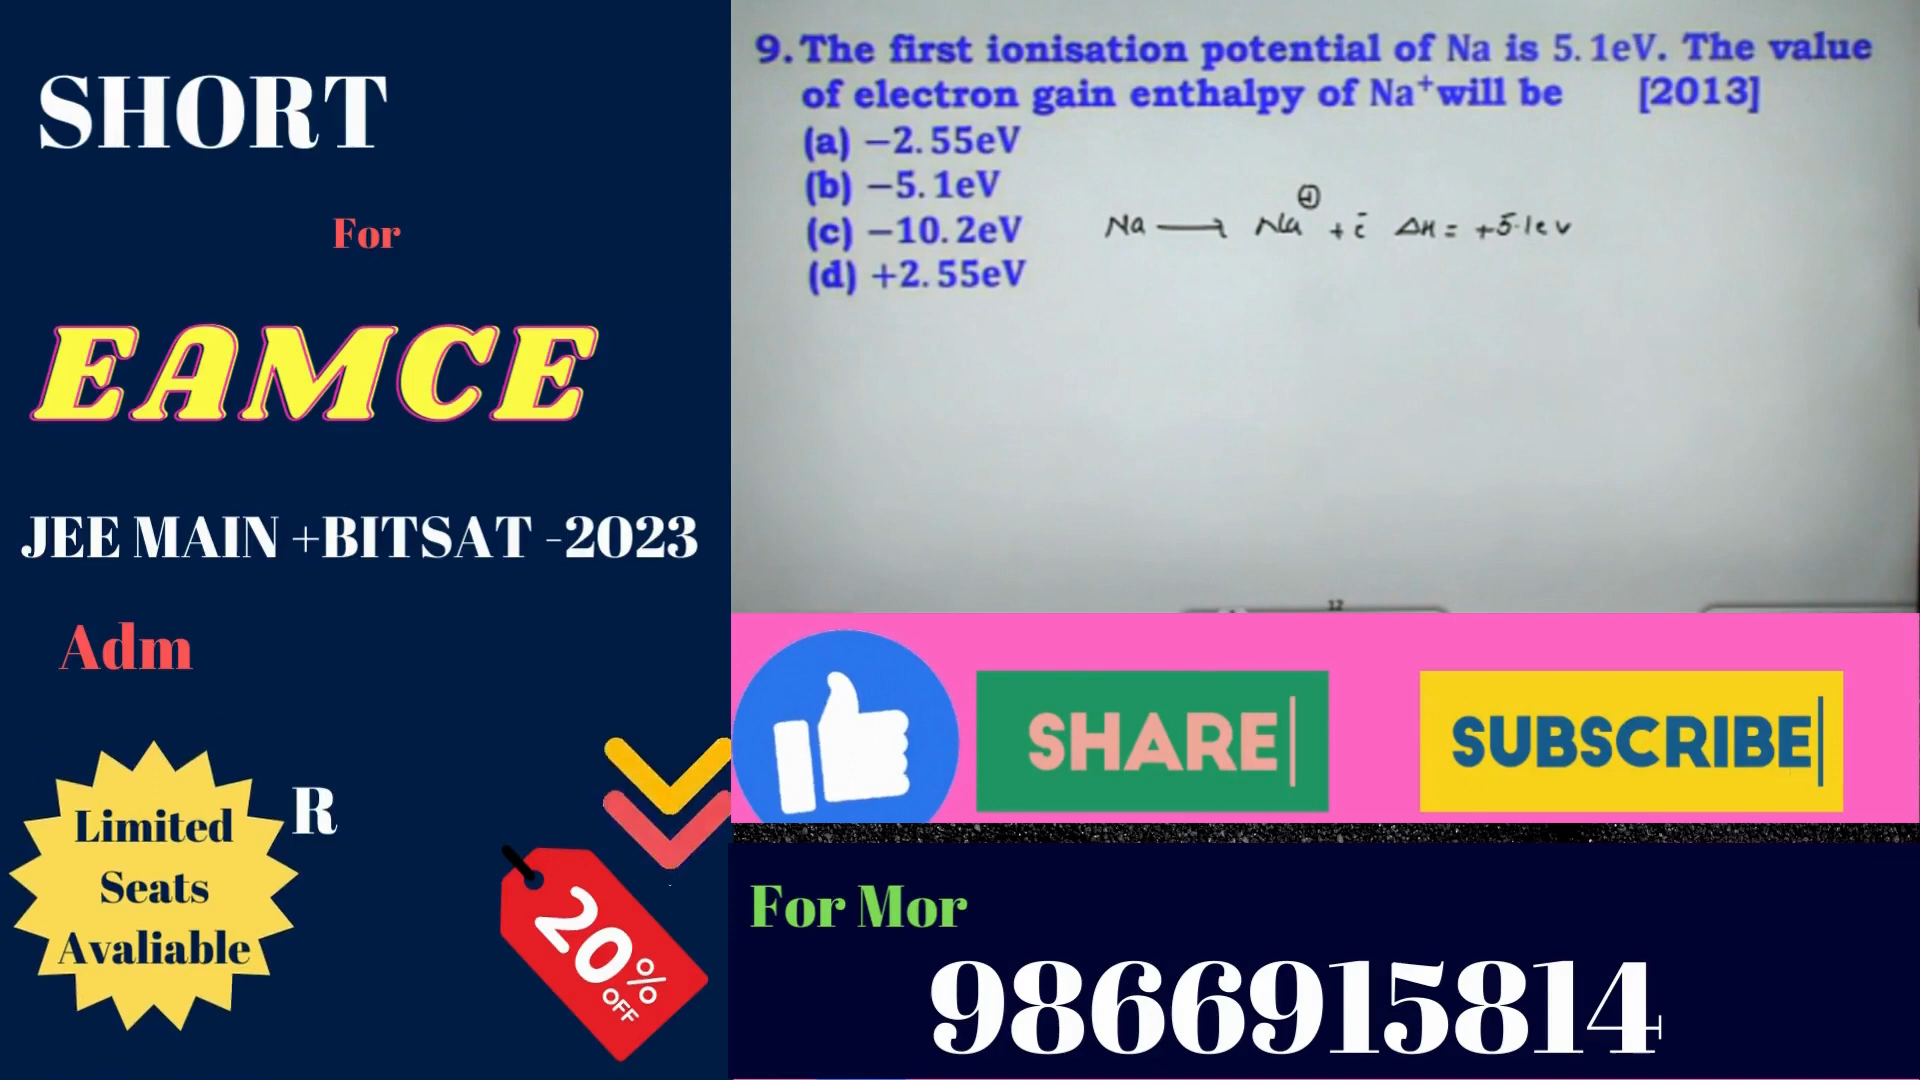 SHORT
For
EAMCE
JEE MAIN +BITSAT -2023
Adm
Limited
Seats
Avaliable
R
20%
OFF
9. The first ionisation potential of Na is 5.1eV. The value
of electron gain enthalpy of Na⁺ will be [2013]
(a) −2.55eV
(b) −5.1eV
(c) −10.2eV
(d) +2.55eV
Na ⟶ Na⊕ + ē ΔH = +5.1ev
12
SHARE
SUBSCRIBE
For Mor
9866915814